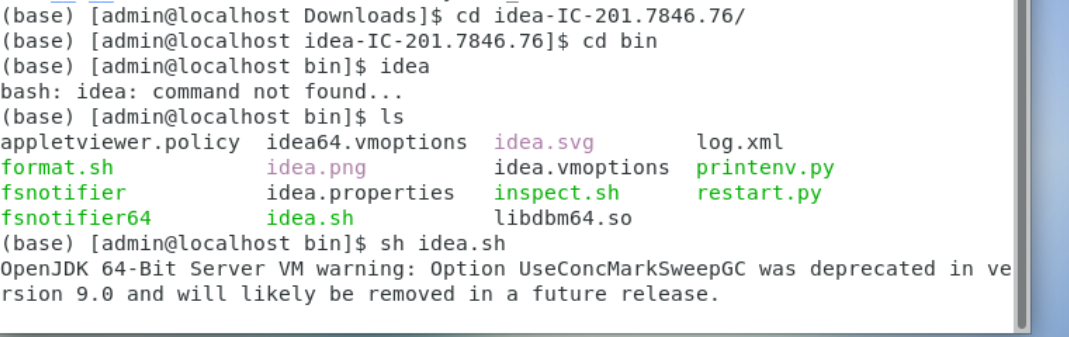 (base) [admin@localhost Downloads]$ cd idea-IC-201.7846.76/
(base) [admin@localhost idea-IC-201.7846.76]$ cd bin
(base) [admin@localhost bin]$ idea
bash: idea: command not found...
(base) [admin@localhost bin]$ ls
appletviewer.policy  idea64.vmoptions  idea.svg         log.xml
format.sh            idea.png          idea.vmoptions   printenv.py
fsnotifier           idea.properties   inspect.sh       restart.py
fsnotifier64         idea.sh           libdbm64.so
(base) [admin@localhost bin]$ sh idea.sh
OpenJDK 64-Bit Server VM warning: Option UseConcMarkSweepGC was deprecated in ve
rsion 9.0 and will likely be removed in a future release.